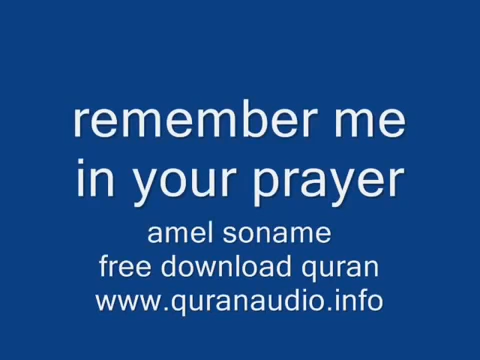 remember me
in your prayer
amel soname
free download quran
www.quranaudio.info